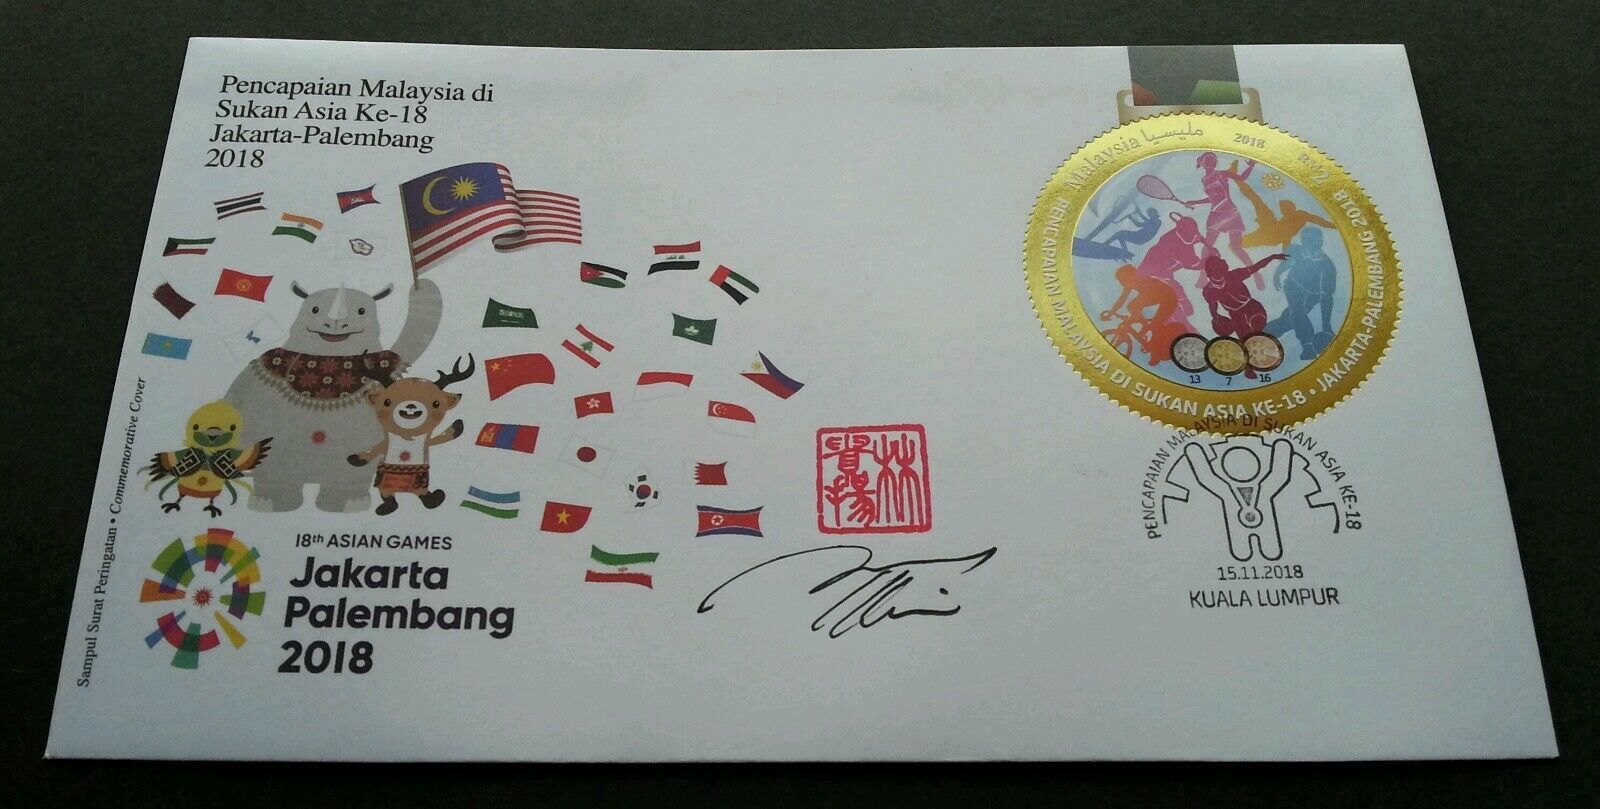 Pencapaian Malaysia di
Sukan Asia Ke-18
Jakarta-Palembang
2018
Sampul Surat Peringatan • Commemorative Cover
18th ASIAN GAMES
Jakarta
Palembang
2018
Malaysia مليسيا 2018 RM2
PENCAPAIAN MALAYSIA DI SUKAN ASIA KE-18 • JAKARTA-PALEMBANG 2018
13 7 16
PENCAPAIAN MALAYSIA DI SUKAN ASIA KE-18
15.11.2018
KUALA LUMPUR